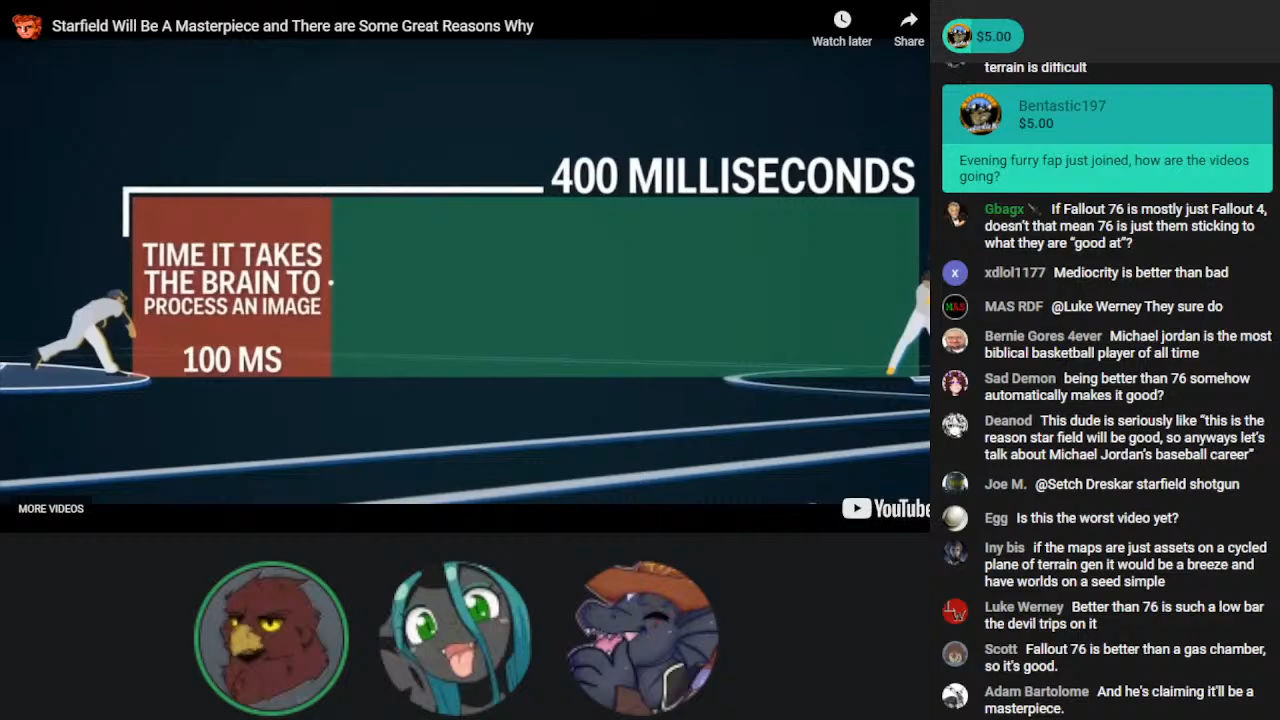 Starfield Will Be A Masterpiece and There are Some Great Reasons Why
Watch later
Share
400 MILLISECONDS
TIME IT TAKES
THE BRAIN TO
PROCESS AN IMAGE
100 MS
MORE VIDEOS
YouTube
$5.00
terrain is difficult
Bentastic197
$5.00
Evening furry fap just joined, how are the videos
going?
Gbagx If Fallout 76 is mostly just Fallout 4,
doesn't that mean 76 is just them sticking to
what they are "good at"?
x
xdlol1177 Mediocrity is better than bad
MAS
MAS RDF @Luke Werney They sure do
Bernie Gores 4ever Michael jordan is the most
biblical basketball player of all time
Sad Demon being better than 76 somehow
automatically makes it good?
Deanod This dude is seriously like "this is the
reason star field will be good, so anyways let's
talk about Michael Jordan's baseball career"
Joe M. @Setch Dreskar starfield shotgun
Egg Is this the worst video yet?
Iny bis if the maps are just assets on a cycled
plane of terrain gen it would be a breeze and
have worlds on a seed simple
LW
Luke Werney Better than 76 is such a low bar
the devil trips on it
Scott Fallout 76 is better than a gas chamber,
so it's good.
Adam Bartolome And he's claiming it'll be a
masterpiece.